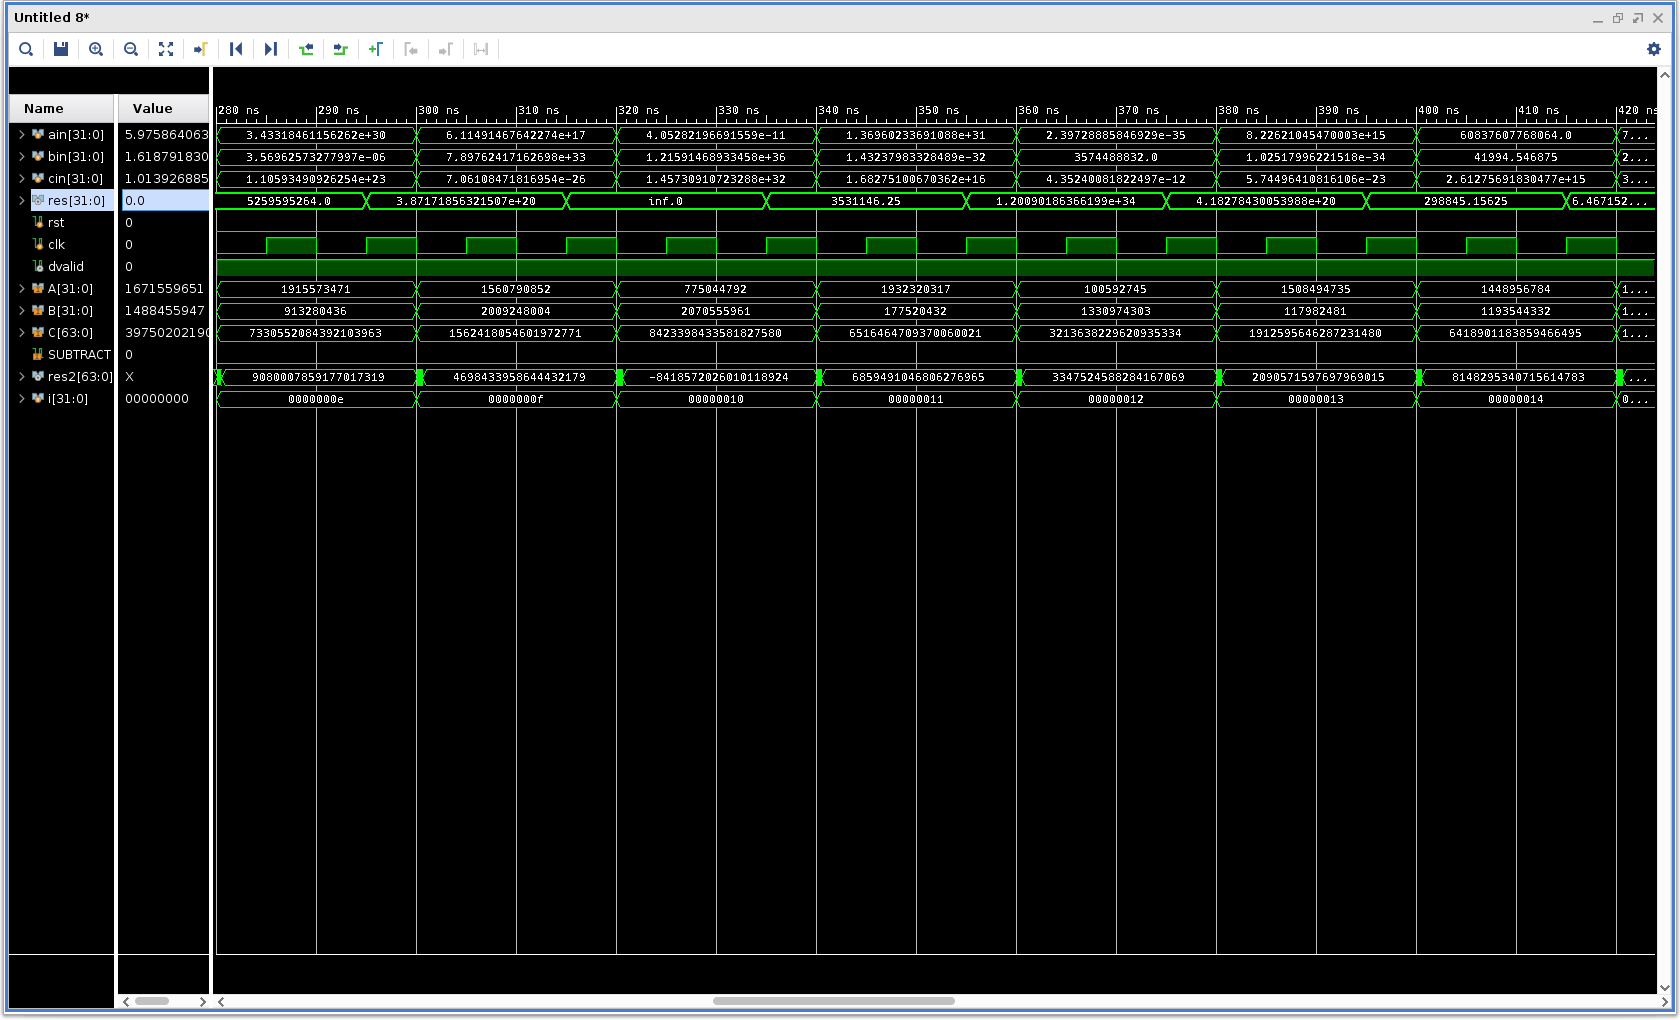 Untitled 8*
Name Value 280 ns 290 ns 300 ns 310 ns 320 ns 330 ns 340 ns 350 ns 360 ns 370 ns 380 ns 390 ns 400 ns 410 ns 420 ns
ain[31:0] 5.975864063 3.43318461156262e+30 6.11491467642274e+17 4.05282196691559e-11 1.36960233691088e+31 2.39728885846929e-35 8.22621045470003e+15 60837607768064.0 7...
bin[31:0] 1.618791830 3.56962573277997e-06 7.89762417162698e+33 1.21591468933458e+36 1.43237983328489e-32 3574488832.0 1.02517996221518e-34 41994.546875 2...
cin[31:0] 1.013926885 1.10593490926254e+23 7.06108471816954e-26 1.45730910723288e+32 1.68275100670362e+16 4.35240081822497e-12 5.74496410816106e-23 2.61275691830477e+15 3...
res[31:0] 0.0 5259595264.0 3.87171856321507e+20 inf.0 3531146.25 1.20090186366199e+34 4.18278430053988e+20 298845.15625 6.467152...
rst 0
clk 0
dvalid 0
A[31:0] 1671559651 1915573471 1560790852 775044792 1932320317 100592745 1508494735 1448956784 1...
B[31:0] 1488455947 913280436 2009248004 2070555961 177520432 1330974303 117982481 1193544332 1...
C[63:0] 39750202190 7330552084392103963 1562418054601972771 8423398433581827580 6516464709370060021 3213638229620935334 1912595646287231480 6418901183859466495 1...
SUBTRACT 0
res2[63:0] X 9080007859177017319 4698433958644432179 -8418572026010118924 6859491046806276965 3347524588284167069 2090571597697969015 8148295340715614783 ...
i[31:0] 00000000 0000000e 0000000f 00000010 00000011 00000012 00000013 00000014 0...